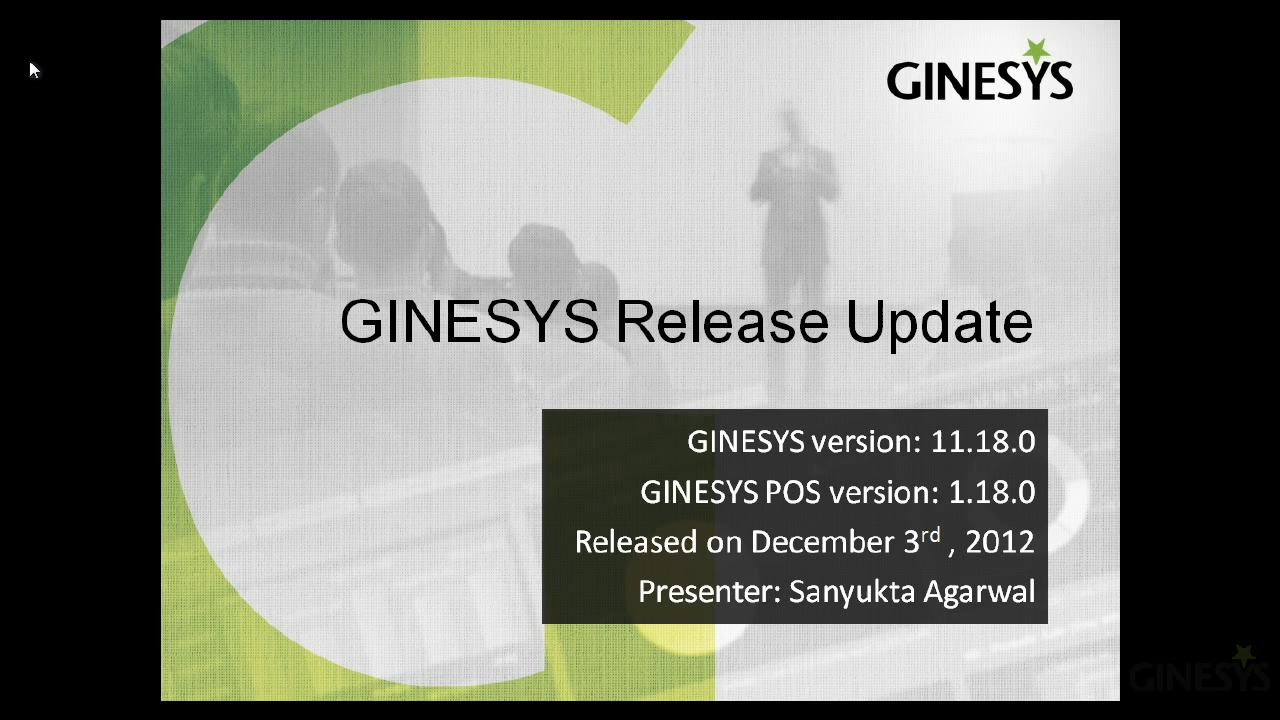 GINESYS
GINESYS Release Update
GINESYS version: 11.18.0
GINESYS POS version: 1.18.0
Released on December 3rd , 2012
Presenter: Sanyukta Agarwal
GINESYS